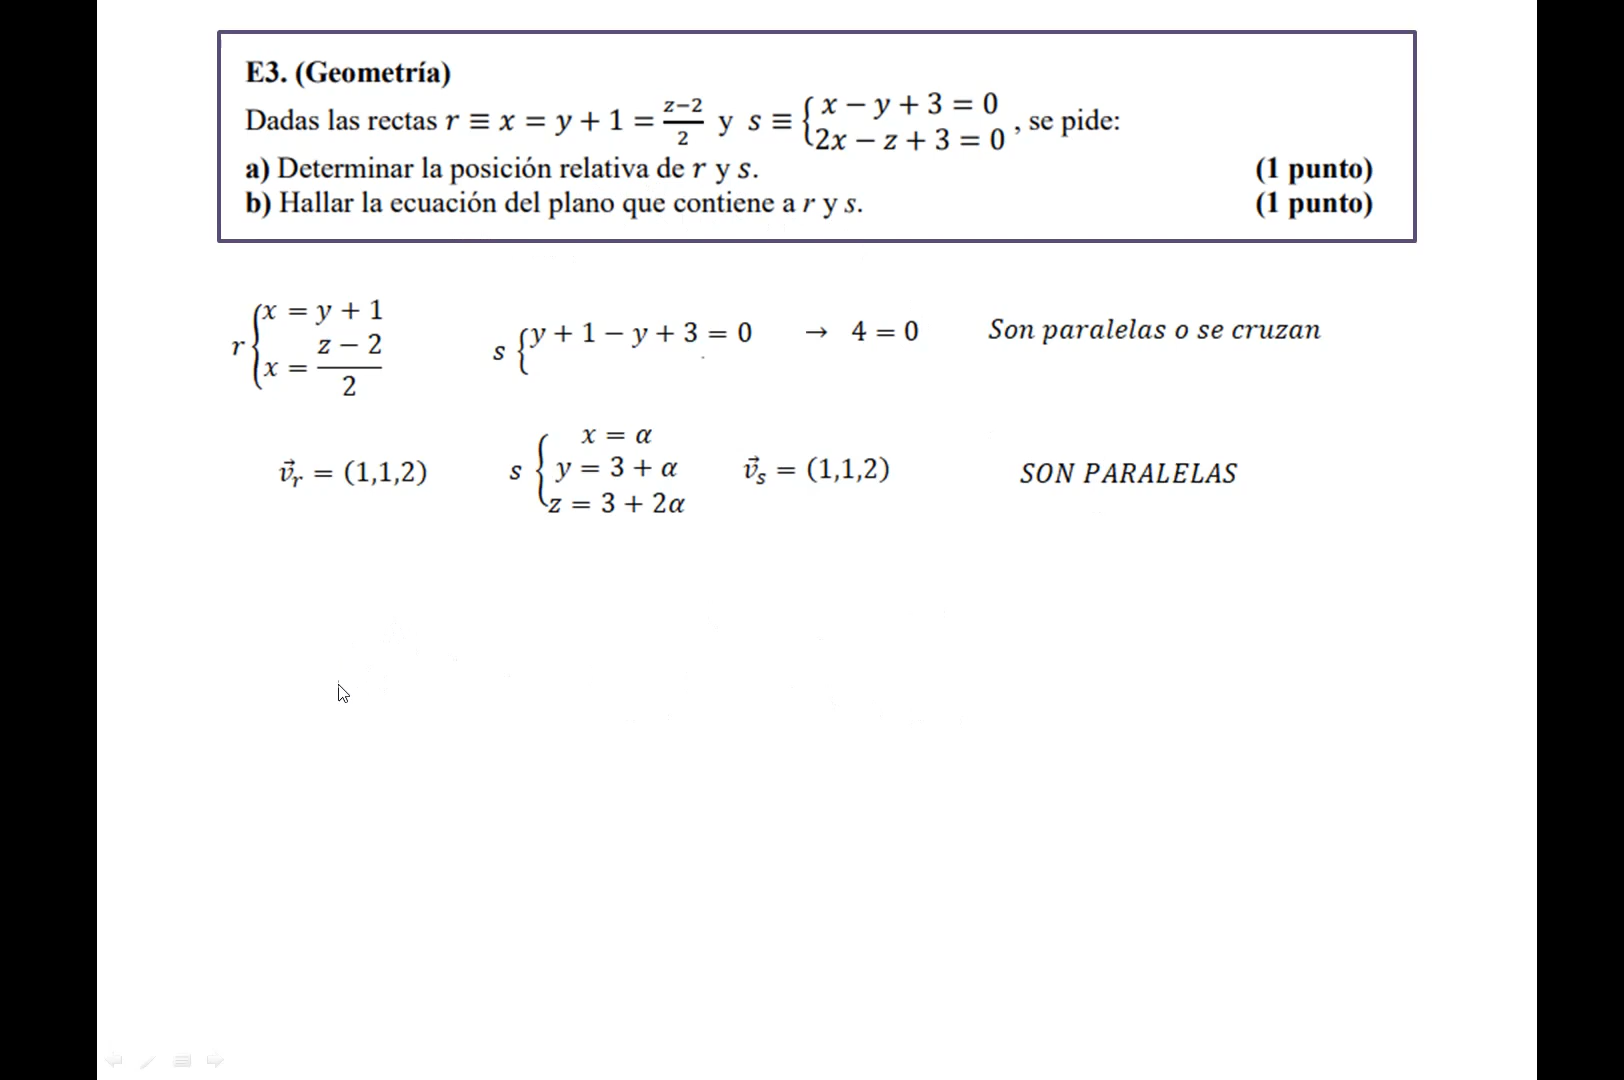 E3. (Geometría)
Dadas las rectas r ≡ x = y + 1 = (z−2)/2 y s ≡ { x − y + 3 = 0 , 2x − z + 3 = 0 , se pide:
a) Determinar la posición relativa de r y s. (1 punto)
b) Hallar la ecuación del plano que contiene a r y s. (1 punto)
r { x = y + 1
x = (z − 2)/2
s { y + 1 − y + 3 = 0 → 4 = 0 Son paralelas o se cruzan
v⃗r = (1,1,2)
s { x = α
y = 3 + α
z = 3 + 2α
v⃗s = (1,1,2)
SON PARALELAS